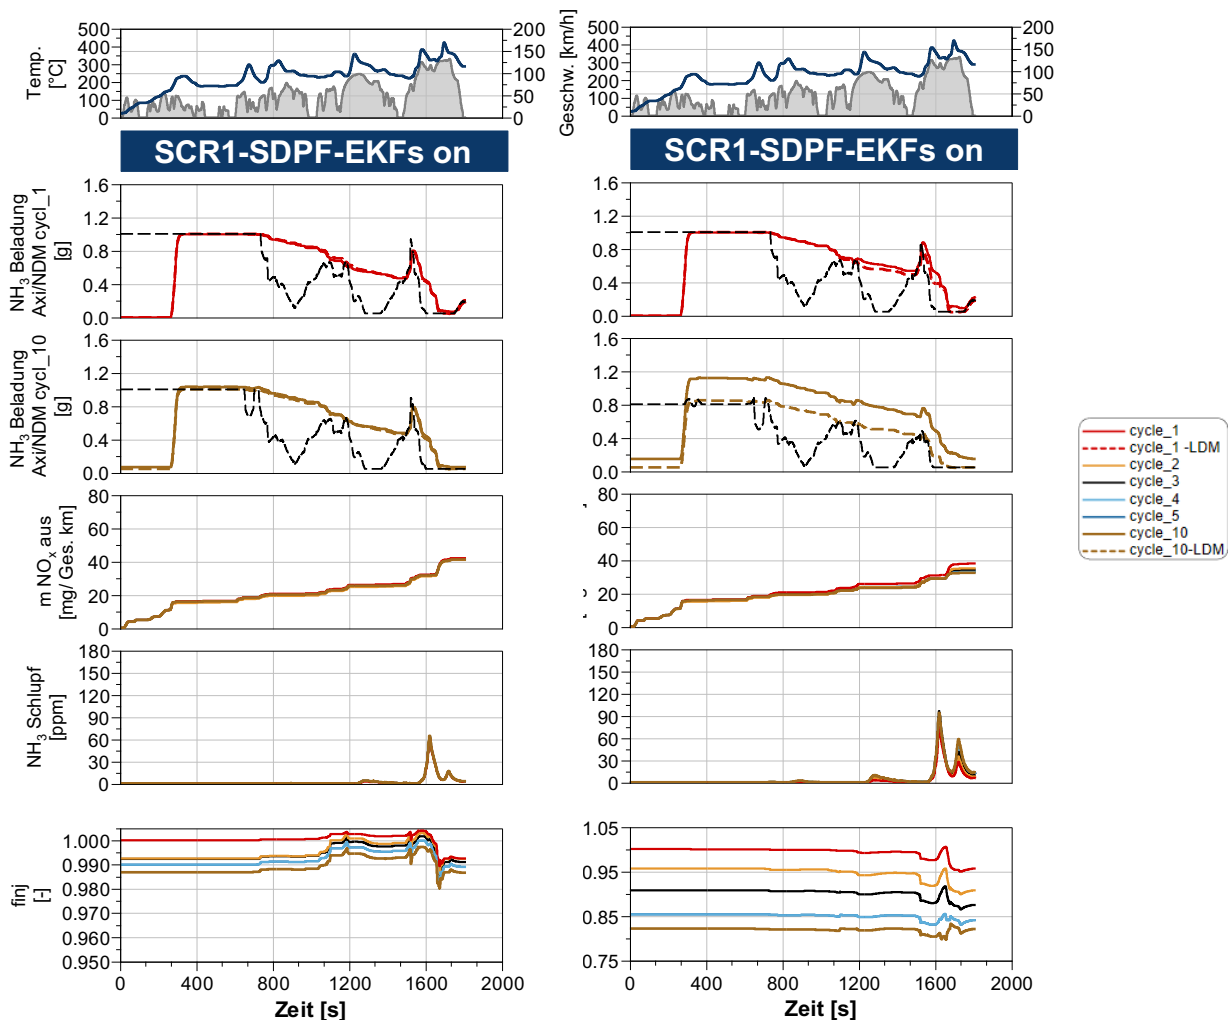 Temp.
[°C]
500
400
300
200
100
0
200
150
100
50
0
Geschw. [km/h]
500
400
300
200
100
0
200
150
100
50
0
SCR1-SDPF-EKFs on
SCR1-SDPF-EKFs on
NH3 Beladung
Axi/NDM cycl_1
[g]
1.6
1.2
0.8
0.4
0.0
1.6
1.2
0.8
0.4
0.0
NH3 Beladung
Axi/NDM cycl_10
[g]
1.6
1.2
0.8
0.4
0.0
1.6
1.2
0.8
0.4
0.0
cycle_1
cycle_1 -LDM
cycle_2
cycle_3
cycle_4
cycle_5
cycle_10
cycle_10-LDM
m NOx aus
[mg/ Ges. km]
80
60
40
20
0
80
60
40
20
0
NH3 Schlupf
[ppm]
180
150
120
90
60
30
0
180
150
120
90
60
30
0
finj
[-]
1.000
0.990
0.980
0.970
0.960
0.950
1.05
0.95
0.85
0.75
0 400 800 1200 1600 2000
0 400 800 1200 1600 2000
Zeit [s]
Zeit [s]